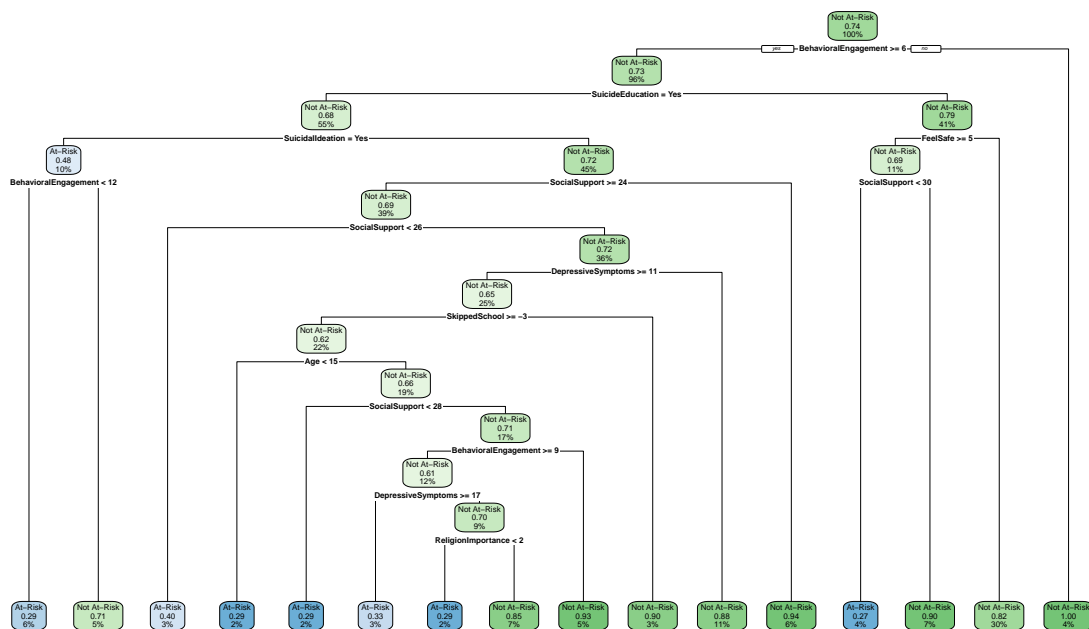 Not At–Risk
0.74
100%
yes BehavioralEngagement >= 6 no
Not At–Risk
0.73
96%
SuicideEducation = Yes
Not At–Risk
0.68
55%
Not At–Risk
0.79
41%
SuicidalIdeation = Yes
FeelSafe >= 5
At–Risk
0.48
10%
Not At–Risk
0.72
45%
Not At–Risk
0.69
11%
BehavioralEngagement < 12
SocialSupport >= 24
SocialSupport < 30
Not At–Risk
0.69
39%
SocialSupport < 26
Not At–Risk
0.72
36%
DepressiveSymptoms >= 11
Not At–Risk
0.65
25%
SkippedSchool >= −3
Not At–Risk
0.62
22%
Age < 15
Not At–Risk
0.66
19%
SocialSupport < 28
Not At–Risk
0.71
17%
BehavioralEngagement >= 9
Not At–Risk
0.61
12%
DepressiveSymptoms >= 17
Not At–Risk
0.70
9%
ReligionImportance < 2
At–Risk
0.29
6%
Not At–Risk
0.71
5%
At–Risk
0.40
3%
At–Risk
0.29
2%
At–Risk
0.29
2%
At–Risk
0.33
3%
At–Risk
0.29
2%
Not At–Risk
0.85
7%
Not At–Risk
0.93
5%
Not At–Risk
0.90
3%
Not At–Risk
0.88
11%
Not At–Risk
0.94
6%
At–Risk
0.27
4%
Not At–Risk
0.90
7%
Not At–Risk
0.82
30%
Not At–Risk
1.00
4%